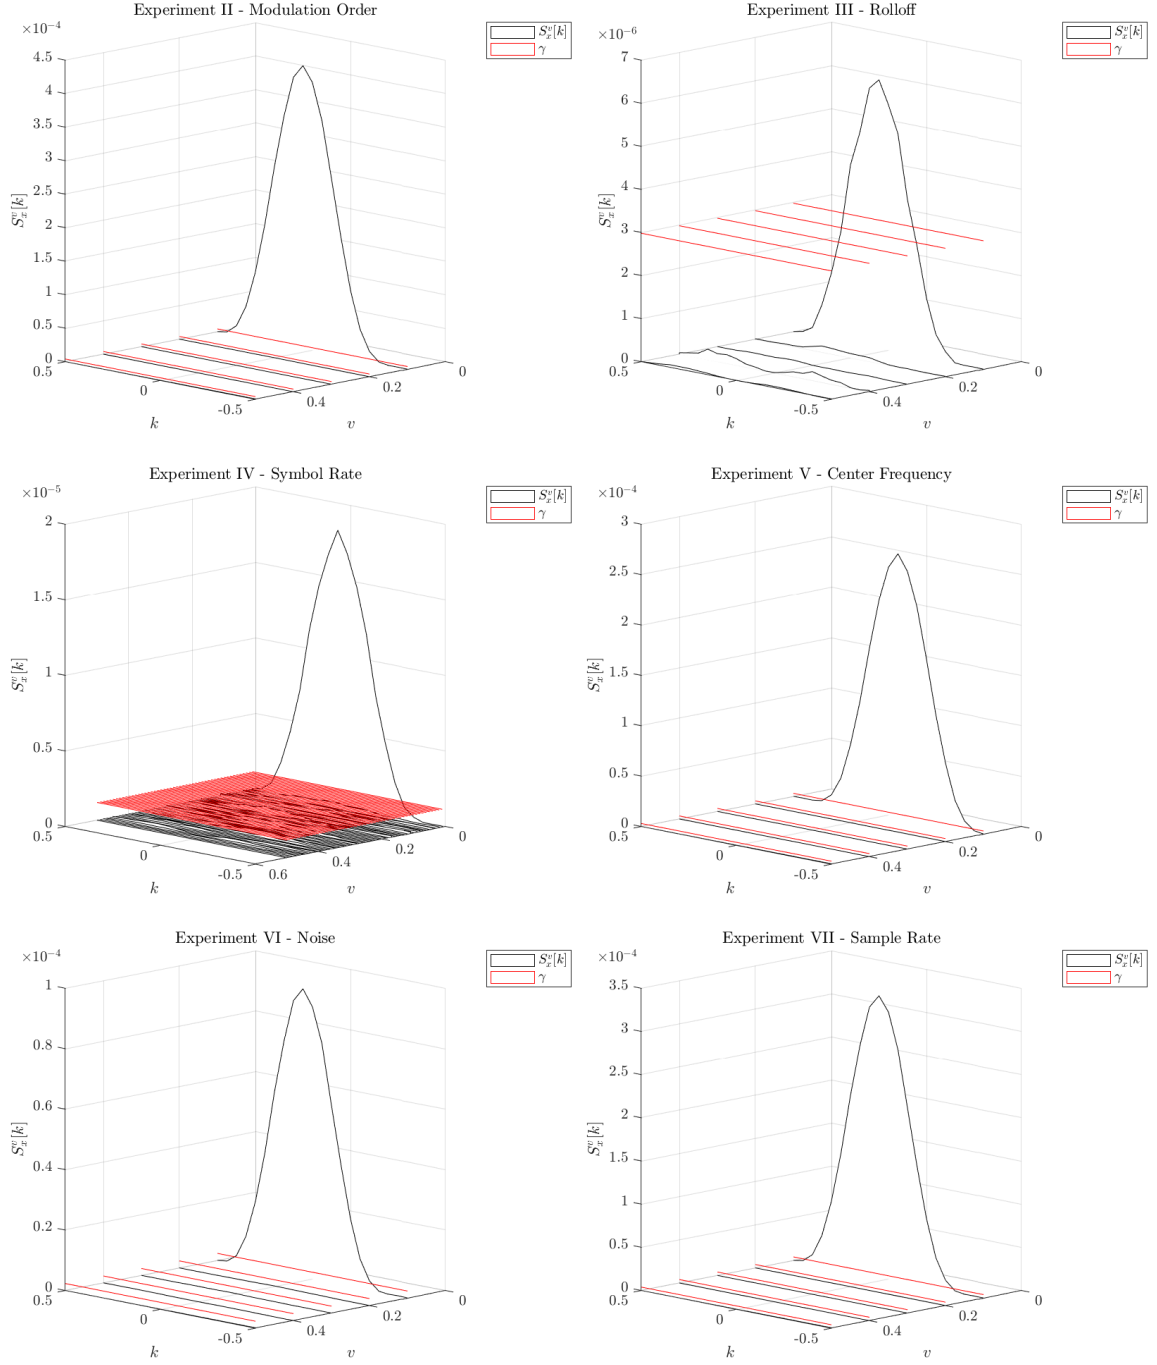 Experiment II - Modulation Order
×10⁻⁴
S_x^v[k]
γ
4.5
4
3.5
3
2.5
2
1.5
1
0.5
0
S_x^v[k]
0.5
0
-0.5
k
0.4
0.2
0
v
Experiment III - Rolloff
×10⁻⁶
S_x^v[k]
γ
7
6
5
4
3
2
1
0
S_x^v[k]
0.5
0
-0.5
k
0.4
0.2
0
v
Experiment IV - Symbol Rate
×10⁻⁵
S_x^v[k]
γ
2
1.5
1
0.5
0
S_x^v[k]
0.5
0
-0.5
k
0.6
0.4
0.2
0
v
Experiment V - Center Frequency
×10⁻⁴
S_x^v[k]
γ
3
2.5
2
1.5
1
0.5
0
S_x^v[k]
0.5
0
-0.5
k
0.4
0.2
0
v
Experiment VI - Noise
×10⁻⁴
S_x^v[k]
γ
1
0.8
0.6
0.4
0.2
0
S_x^v[k]
0.5
0
-0.5
k
0.4
0.2
0
v
Experiment VII - Sample Rate
×10⁻⁴
S_x^v[k]
γ
3.5
3
2.5
2
1.5
1
0.5
0
S_x^v[k]
0.5
0
-0.5
k
0.4
0.2
0
v